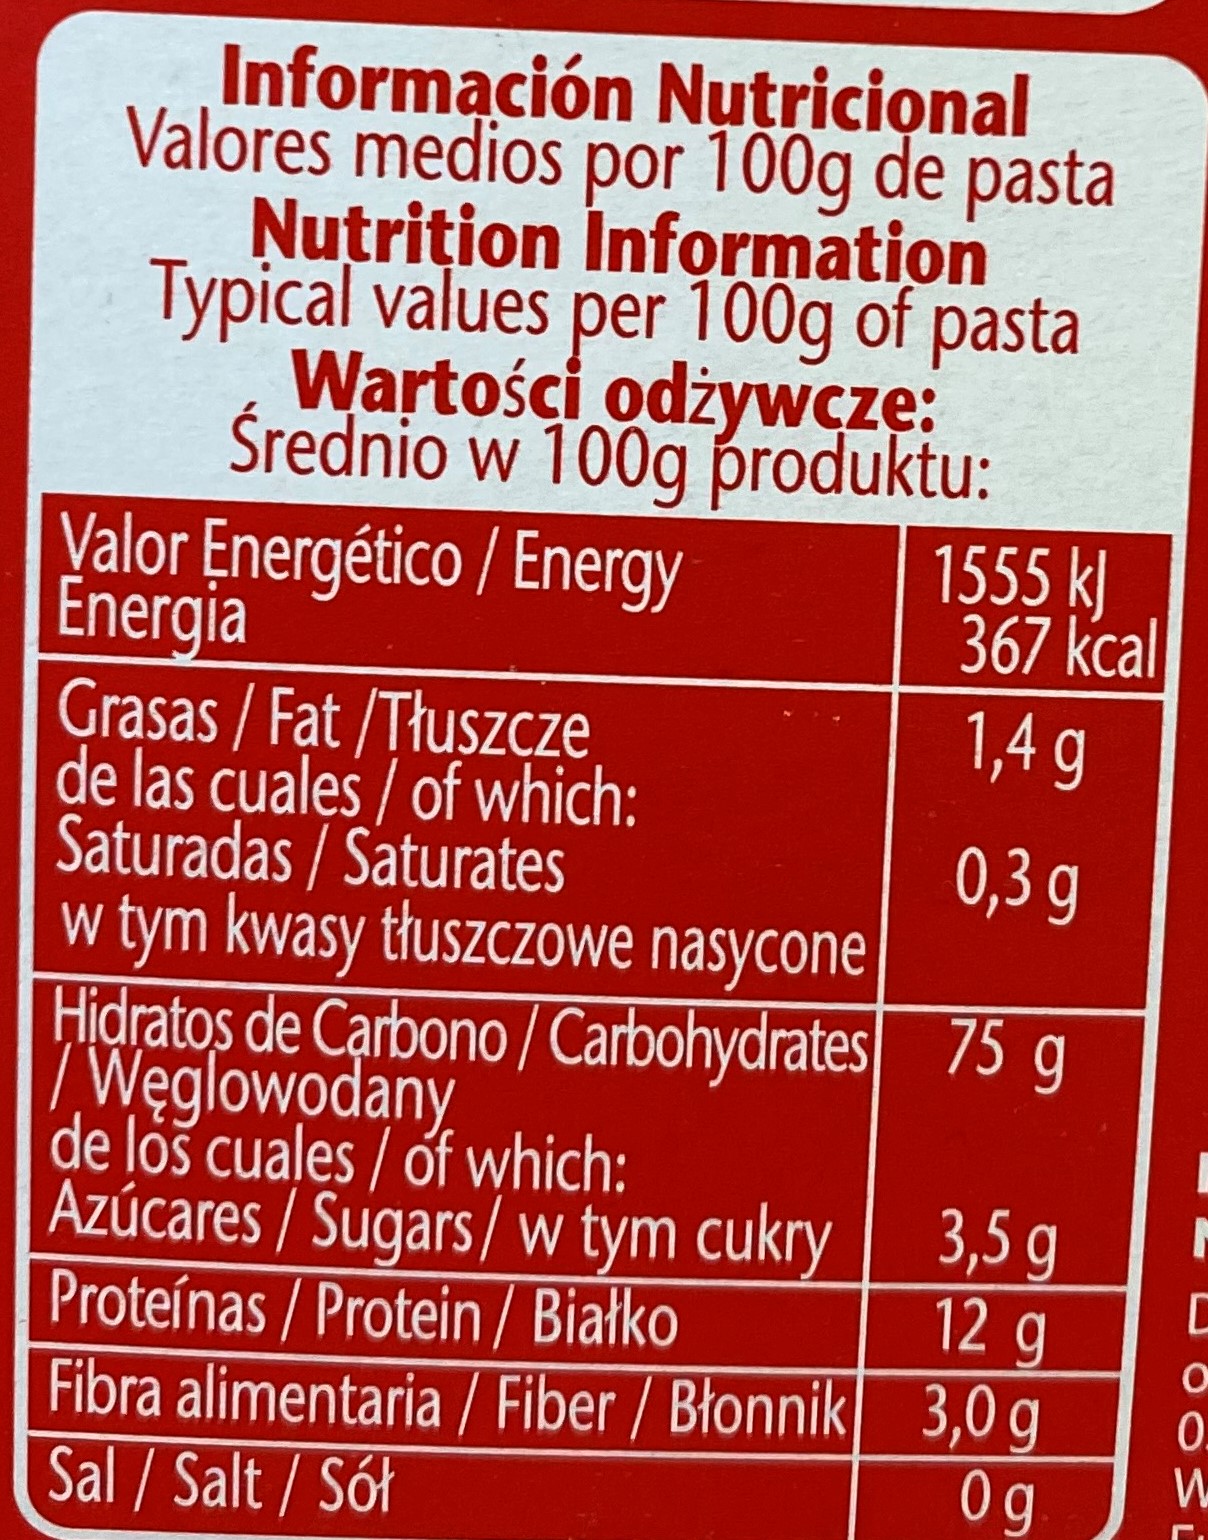 Información Nutricional
Valores medios por 100g de pasta
Nutrition Information
Typical values per 100g of pasta
Wartości odżywcze:
Średnio w 100g produktu:
Valor Energético / Energy 1555 kJ
Energia 367 kcal
Grasas / Fat /Tłuszcze 1,4 g
de las cuales / of which:
Saturadas / Saturates 0,3 g
w tym kwasy tłuszczowe nasycone
Hidratos de Carbono / Carbohydrates 75 g
/ Węglowodany
de los cuales / of which:
Azúcares / Sugars/ w tym cukry 3,5 g
Proteínas / Protein / Białko 12 g
Fibra alimentaria / Fiber / Błonnik 3,0 g
Sal / Salt / Sół 0 g